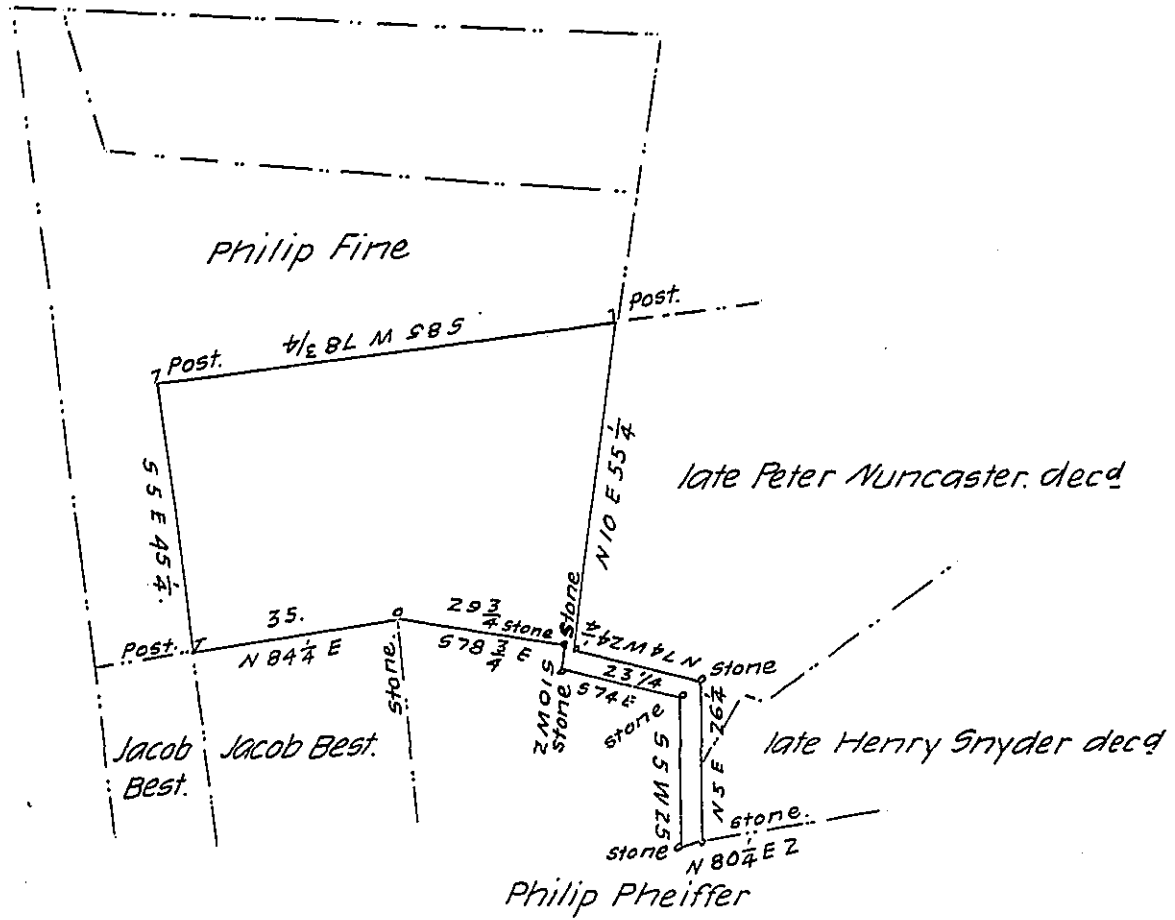 Philip Fine
Post.
S 85 W 78 3/4
Post.
S 5 E 45 1/4.
N 10 E 55 1/4
late Peter Nuncaster. decd
Post.
35.
N 84 1/4 E
stone.
29 3/4
S 78 3/4 E
stone
stone
N 74 W 24 1/4
stone
S 10 W 2
stone
S 74 E
23 1/4
stone
S 5 W 25
N 5 E 26 1/4
late Henry Snyder decd
Jacob Best.
Jacob Best.
stone
stone.
N 80 1/4 E 2
Philip Pheiffer